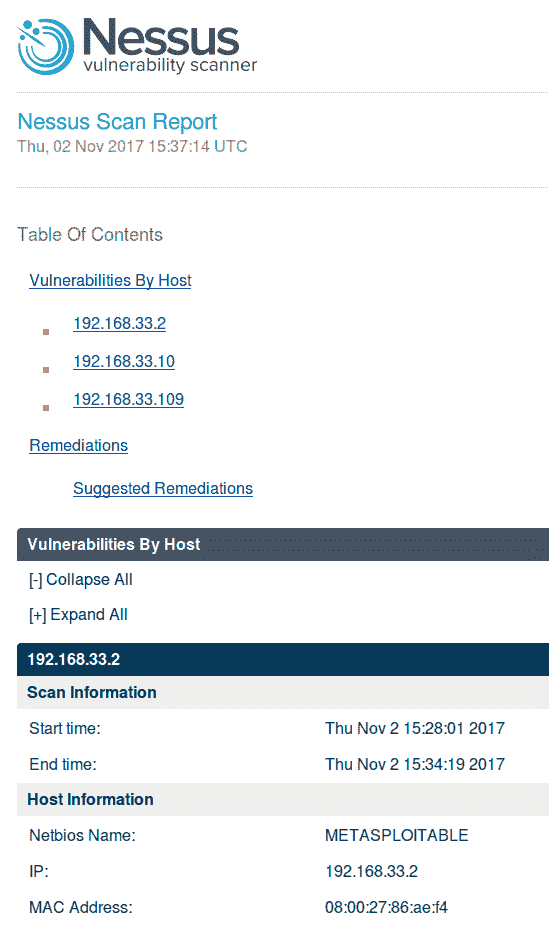 Nessus
vulnerability scanner
Nessus Scan Report
Thu, 02 Nov 2017 15:37:14 UTC
Table Of Contents
Vulnerabilities By Host
192.168.33.2
192.168.33.10
192.168.33.109
Remediations
Suggested Remediations
Vulnerabilities By Host
[-] Collapse All
[+] Expand All
192.168.33.2
Scan Information
Start time: Thu Nov 2 15:28:01 2017
End time: Thu Nov 2 15:34:19 2017
Host Information
Netbios Name: METASPLOITABLE
IP: 192.168.33.2
MAC Address: 08:00:27:86:ae:f4